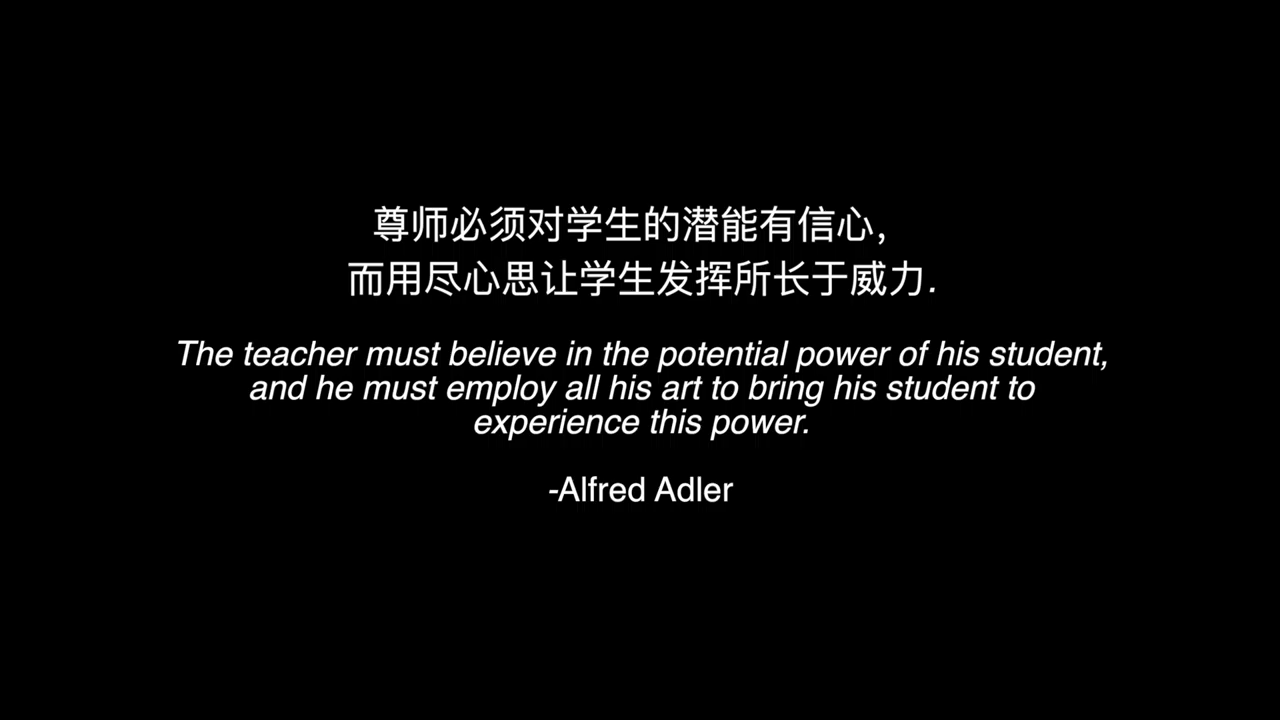 尊师必须对学生的潜能有信心，
而用尽心思让学生发挥所长于威力.
The teacher must believe in the potential power of his student,
and he must employ all his art to bring his student to
experience this power.
-Alfred Adler